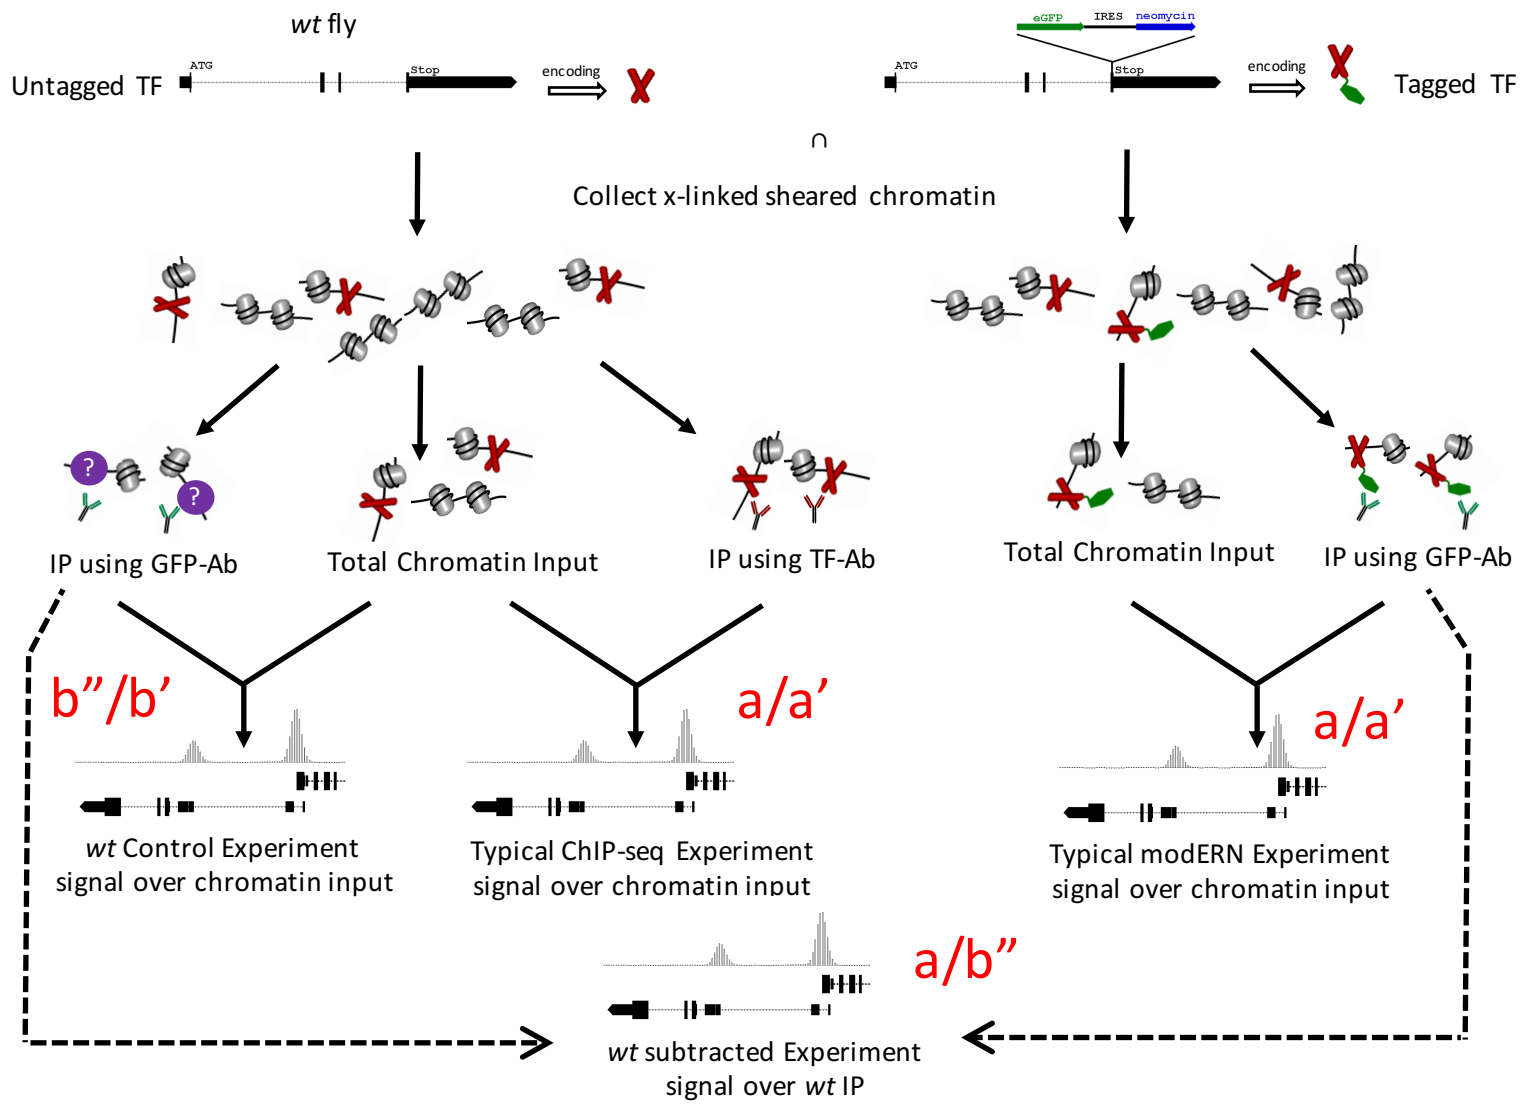 wt fly
eGFP IRES neomycin
Untagged TF
ATG
Stop
encoding
ATG
Stop
encoding
Tagged TF
∩
Collect x-linked sheared chromatin
?
?
IP using GFP-Ab
Total Chromatin Input
IP using TF-Ab
Total Chromatin Input
IP using GFP-Ab
b”/b’
a/a’
a/a’
wt Control Experiment
signal over chromatin input
Typical ChIP-seq Experiment
signal over chromatin input
Typical modERN Experiment
signal over chromatin input
a/b”
wt subtracted Experiment
signal over wt IP